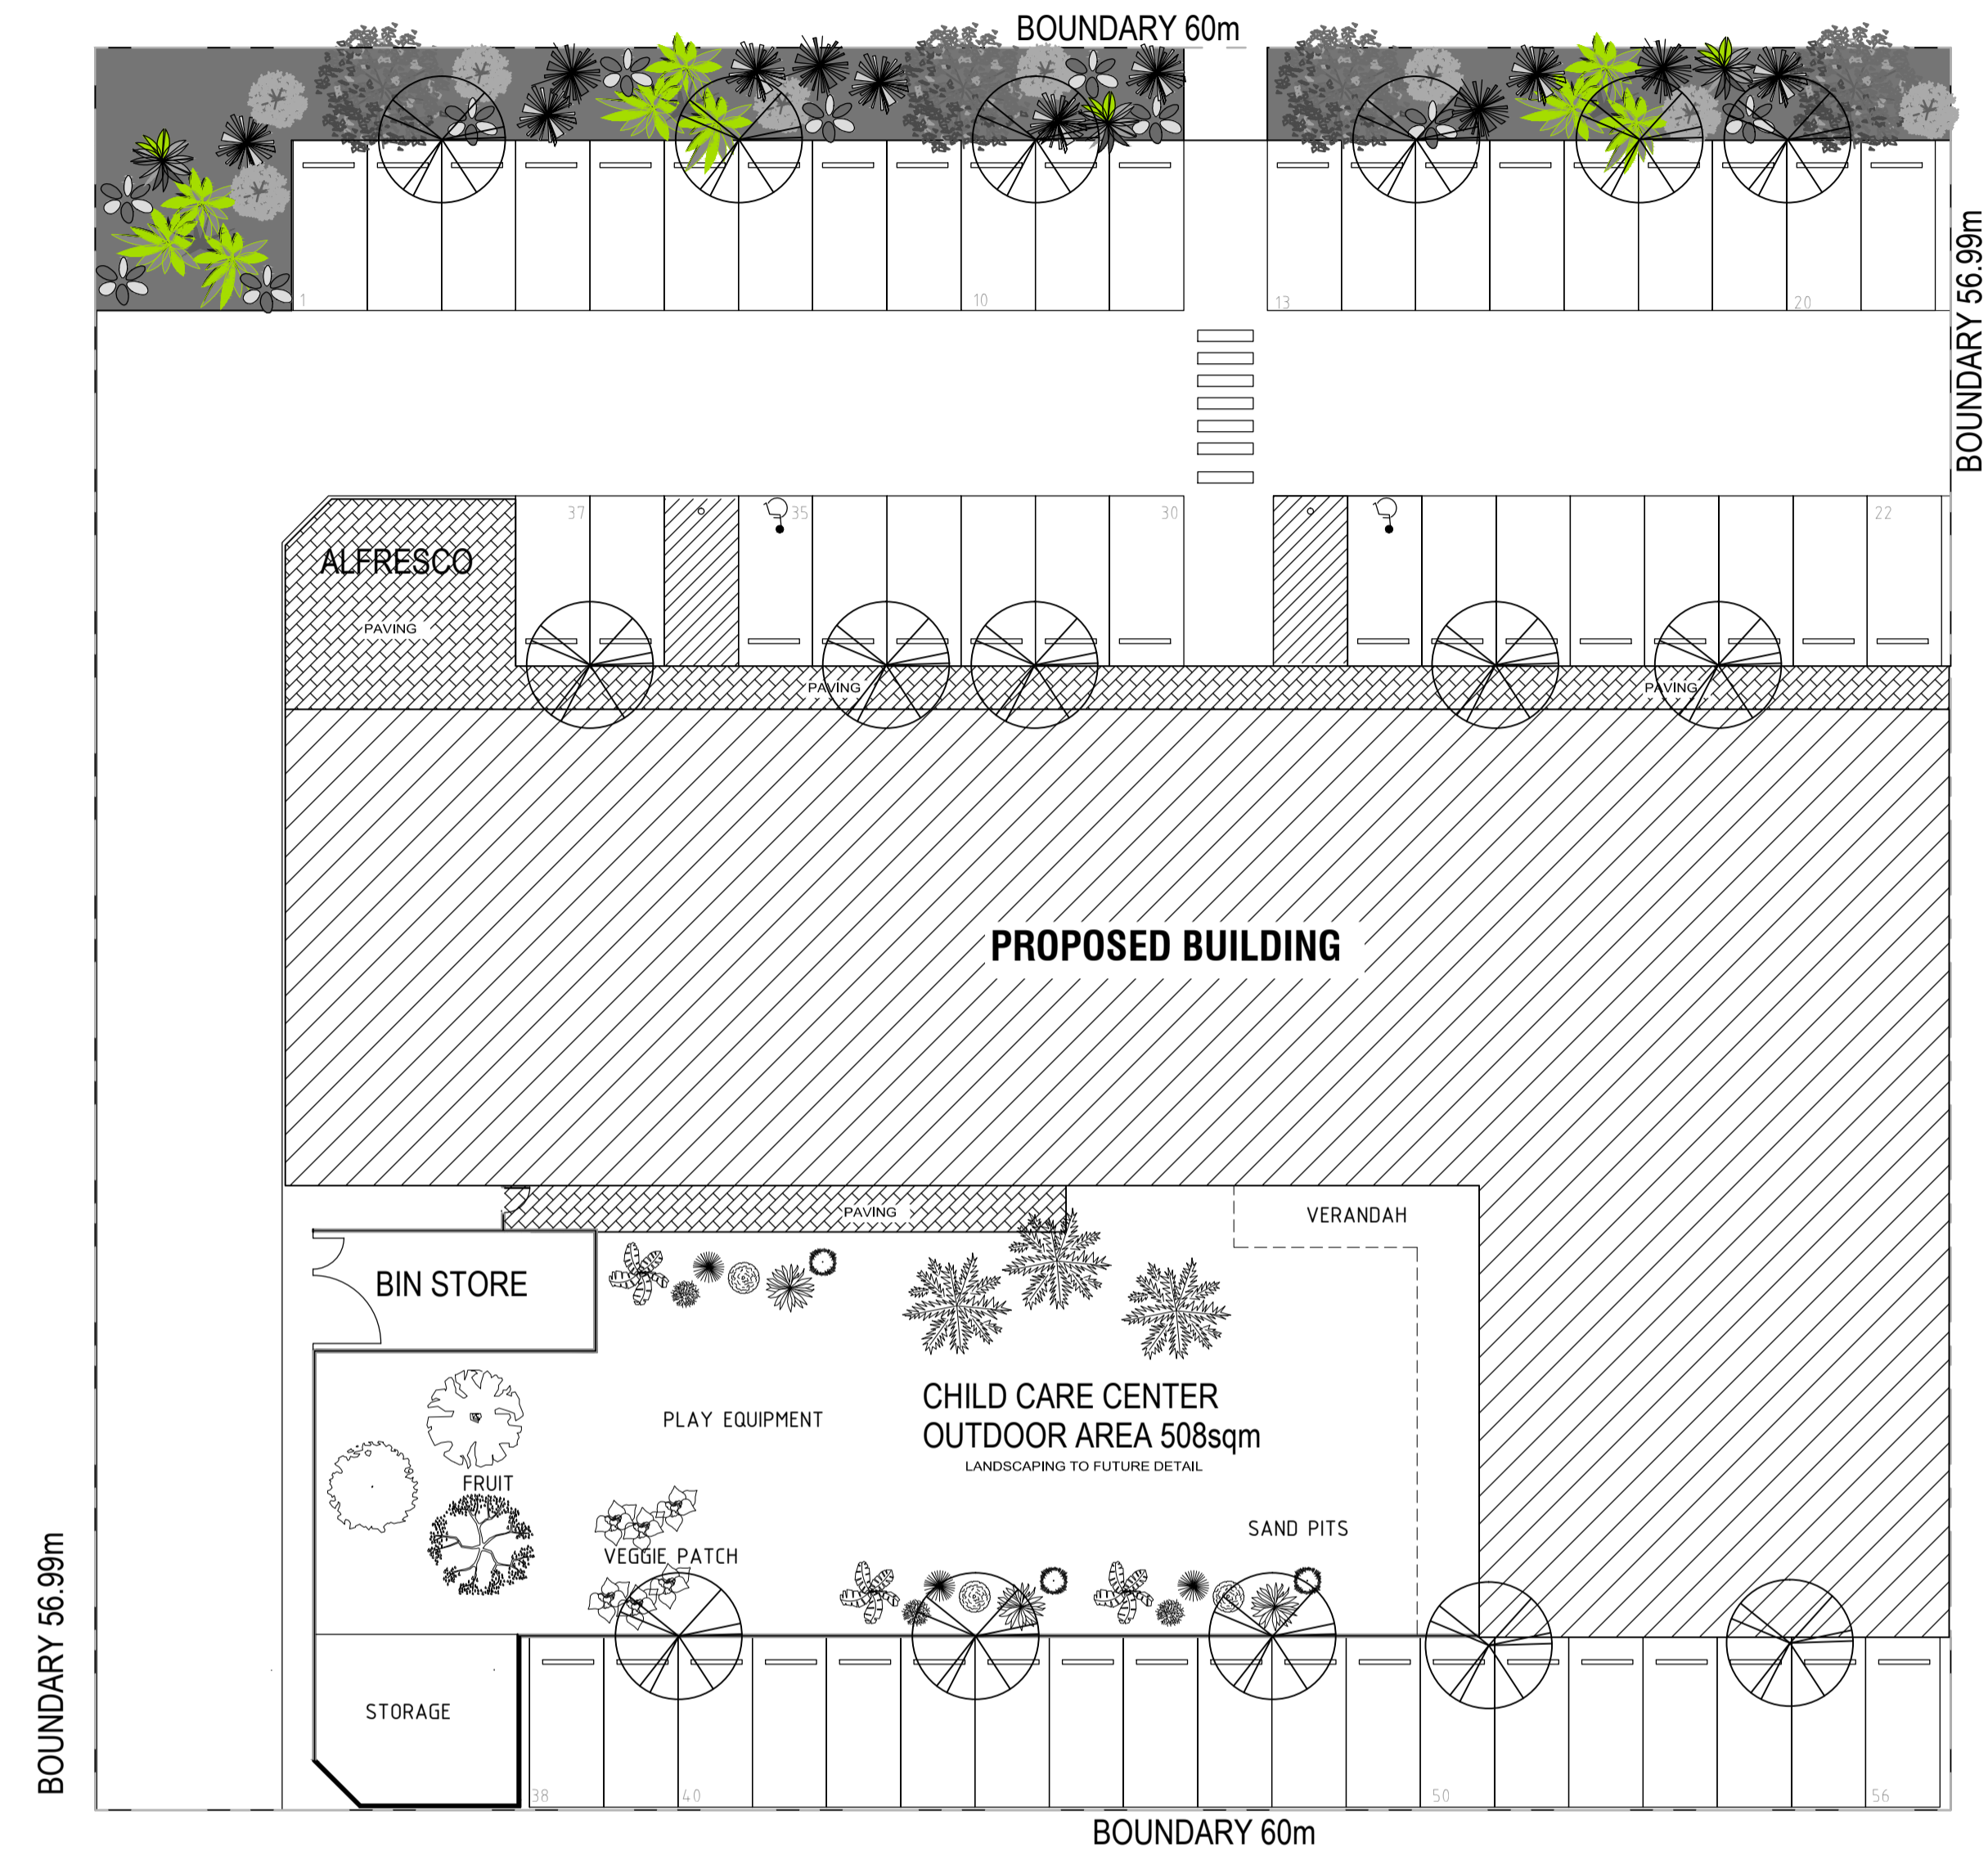 BOUNDARY 60m
BOUNDARY 56.99m
1
10
13
20
37
35
30
22
ALFRESCO
PAVING
PAVING
PAVING
PROPOSED BUILDING
PAVING
VERANDAH
BIN STORE
PLAY EQUIPMENT
CHILD CARE CENTER
OUTDOOR AREA 508sqm
LANDSCAPING TO FUTURE DETAIL
FRUIT
SAND PITS
VEGGIE PATCH
BOUNDARY 56.99m
STORAGE
38
40
50
56
BOUNDARY 60m